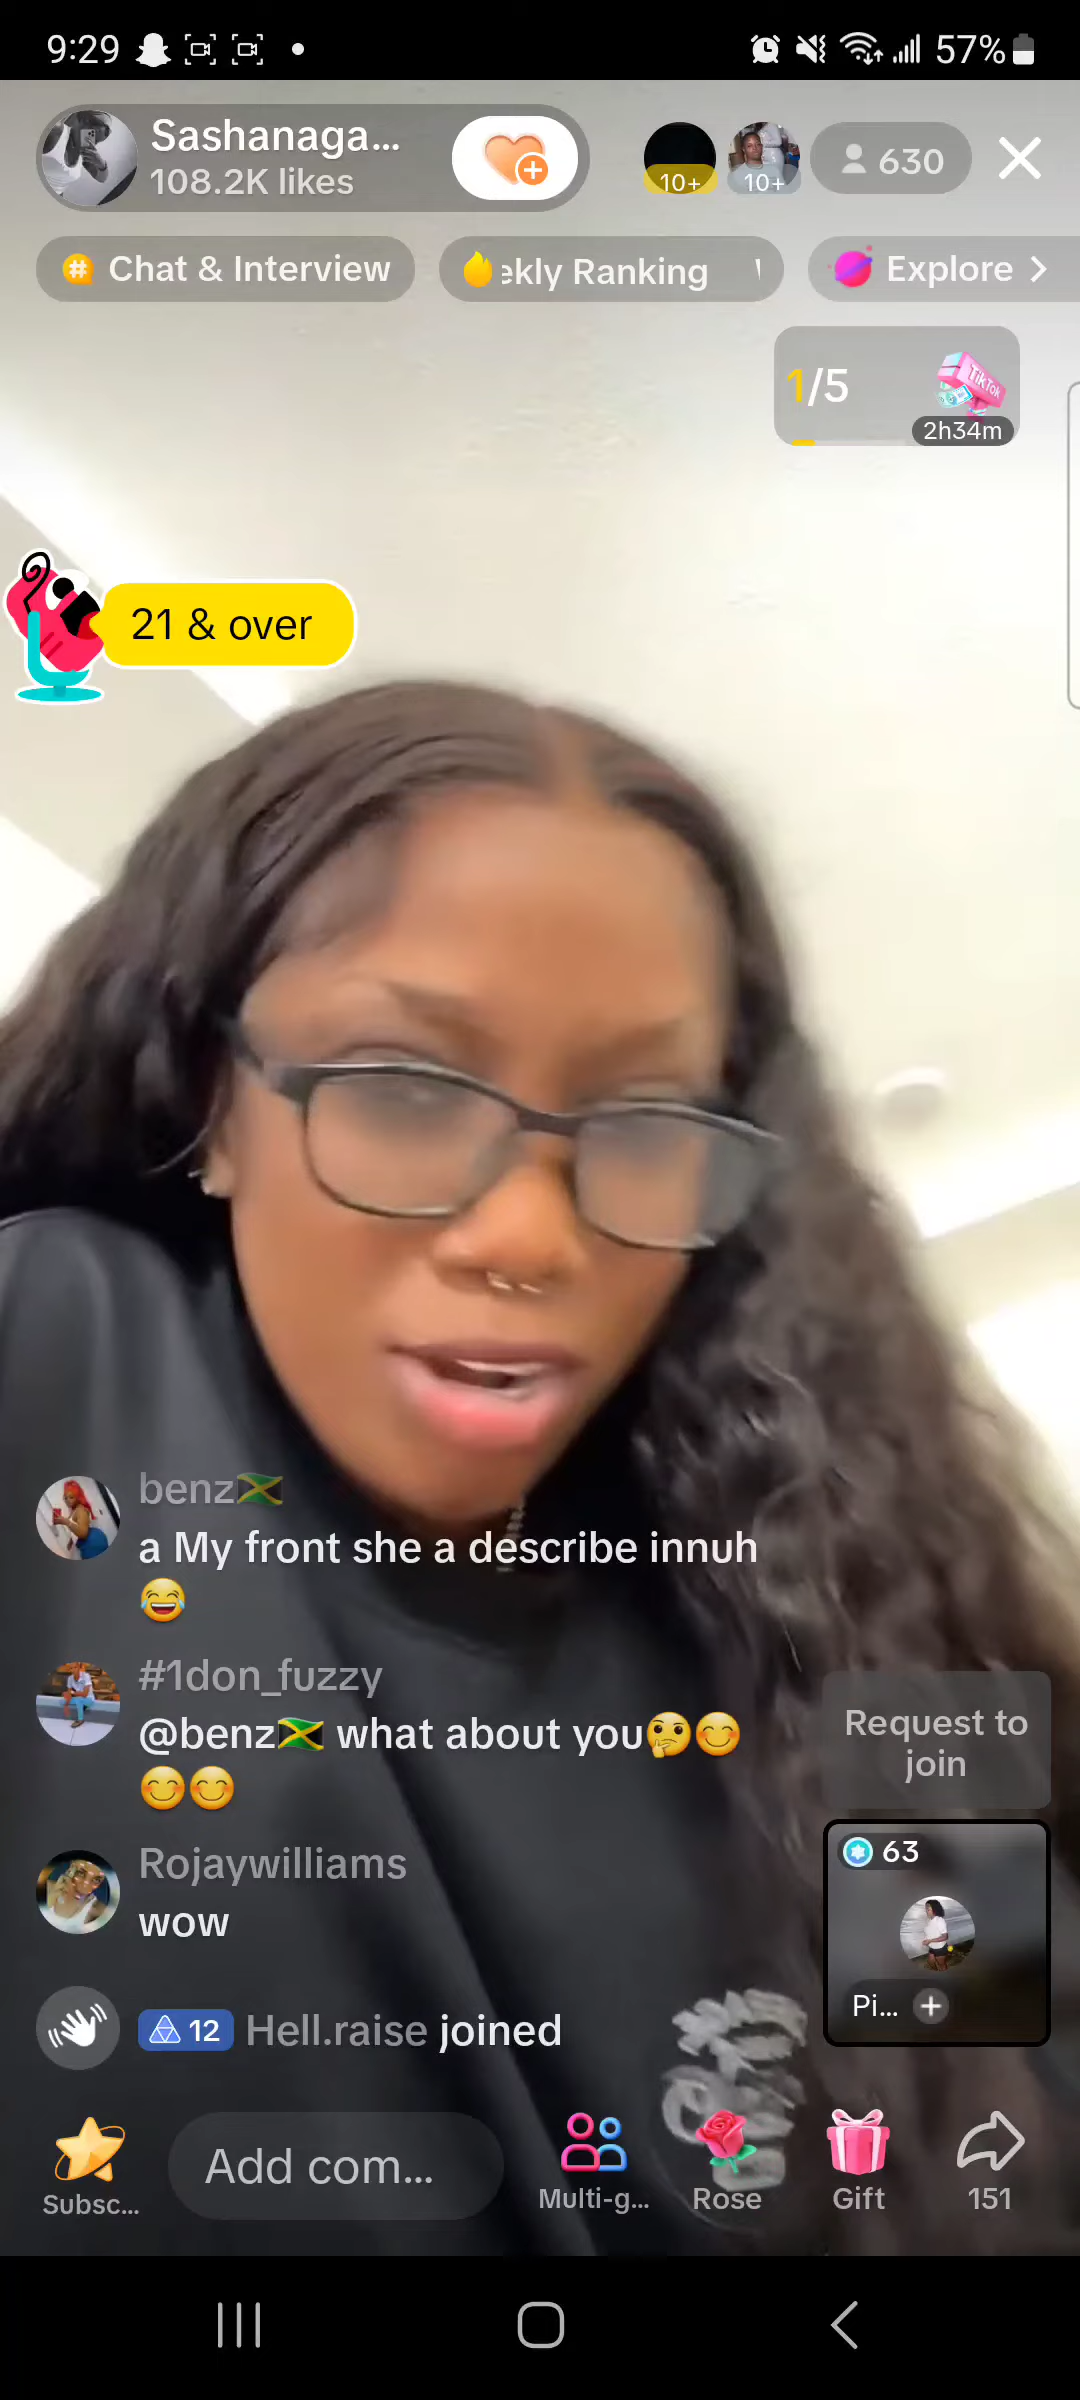 9:29
57%
Sashanaga...
108.2K likes
10+
10+
630
Chat & Interview
ekly Ranking
Explore
1/5
TikTok
2h34m
21 & over
benz🇯🇲
a My front she a describe innuh
😂
#1don_fuzzy
@benz🇯🇲 what about you🤔😊
😊😊
Rojaywilliams
wow
12 Hell.raise joined
Request to
join
63
Pi...
Subsc...
Add com...
Multi-g...
Rose
Gift
151